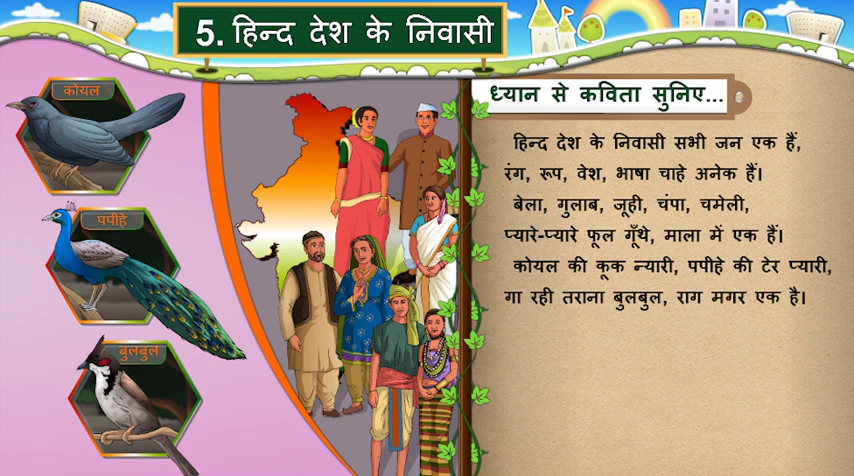 5. हिन्द देश के निवासी
कोयल
पपीहे
बुलबुल
ध्यान से कविता सुनिए...
हिन्द देश के निवासी सभी जन एक हैं,
रंग, रूप, वेश, भाषा चाहे अनेक हैं।
बेला, गुलाब, जूही, चंपा, चमेली,
प्यारे-प्यारे फूल गूँथे, माला में एक हैं।
कोयल की कूक न्यारी, पपीहे की टेर प्यारी,
गा रही तराना बुलबुल, राग मगर एक है।